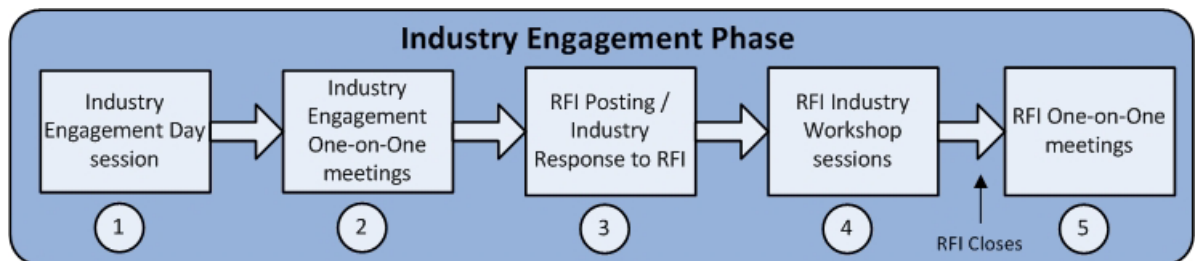 Industry Engagement Phase
Industry
Engagement Day
session
Industry
Engagement
One-on-One
meetings
RFI Posting /
Industry
Response to RFI
RFI Industry
Workshop
sessions
RFI One-on-One
meetings
1
2
3
4
RFI Closes
5